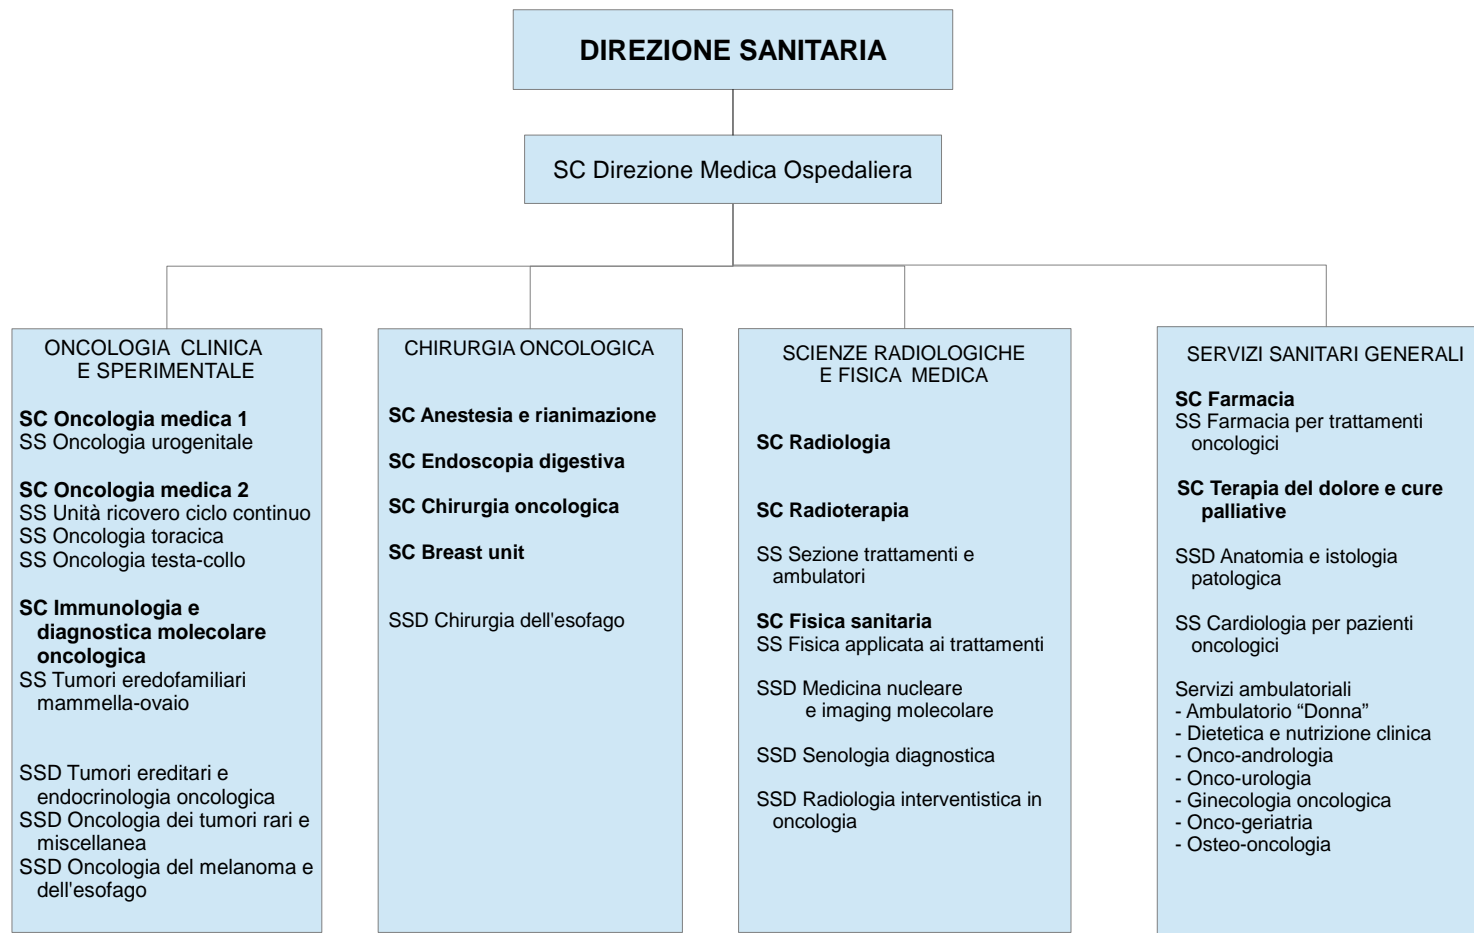 DIREZIONE SANITARIA
SC Direzione Medica Ospedaliera
ONCOLOGIA CLINICA
E SPERIMENTALE
SC Oncologia medica 1
SS Oncologia urogenitale
SC Oncologia medica 2
SS Unità ricovero ciclo continuo
SS Oncologia toracica
SS Oncologia testa-collo
SC Immunologia e
diagnostica molecolare
oncologica
SS Tumori eredofamiliari
mammella-ovaio
SSD Tumori ereditari e
endocrinologia oncologica
SSD Oncologia dei tumori rari e
miscellanea
SSD Oncologia del melanoma e
dell'esofago
CHIRURGIA ONCOLOGICA
SC Anestesia e rianimazione
SC Endoscopia digestiva
SC Chirurgia oncologica
SC Breast unit
SSD Chirurgia dell'esofago
SCIENZE RADIOLOGICHE
E FISICA MEDICA
SC Radiologia
SC Radioterapia
SS Sezione trattamenti e
ambulatori
SC Fisica sanitaria
SS Fisica applicata ai trattamenti
SSD Medicina nucleare
e imaging molecolare
SSD Senologia diagnostica
SSD Radiologia interventistica in
oncologia
SERVIZI SANITARI GENERALI
SC Farmacia
SS Farmacia per trattamenti
oncologici
SC Terapia del dolore e cure
palliative
SSD Anatomia e istologia
patologica
SS Cardiologia per pazienti
oncologici
Servizi ambulatoriali
- Ambulatorio “Donna”
- Dietetica e nutrizione clinica
- Onco-andrologia
- Onco-urologia
- Ginecologia oncologica
- Onco-geriatria
- Osteo-oncologia